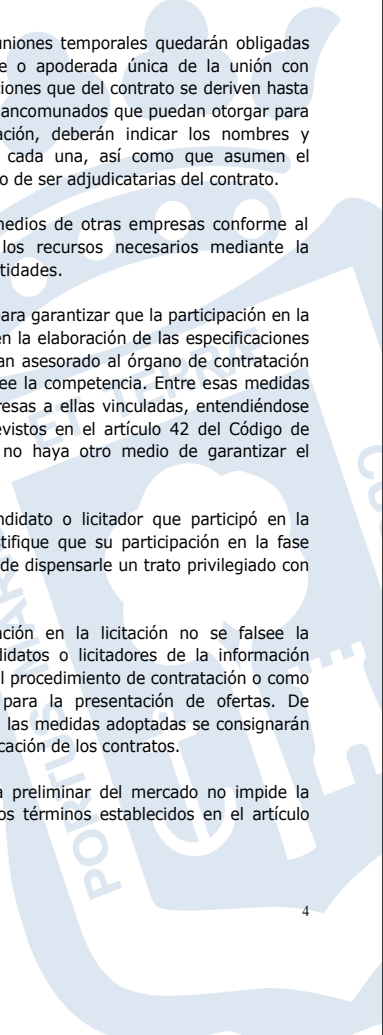 uniones temporales quedarán obligadas
e o apoderada única de la unión con
ciones que del contrato se deriven hasta
ancomunados que puedan otorgar para
ación, deberán indicar los nombres y
cada una, así como que asumen el
o de ser adjudicatarias del contrato.
medios de otras empresas conforme al
los recursos necesarios mediante la
tidades.
para garantizar que la participación en la
en la elaboración de las especificaciones
an asesorado al órgano de contratación
ee la competencia. Entre esas medidas
resas a ellas vinculadas, entendiéndose
evistos en el artículo 42 del Código de
no haya otro medio de garantizar el
ndidato o licitador que participó en la
stifique que su participación en la fase
de dispensarle un trato privilegiado con
ación en la licitación no se falsee la
didatos o licitadores de la información
l procedimiento de contratación o como
para la presentación de ofertas. De
las medidas adoptadas se consignarán
cación de los contratos.
a preliminar del mercado no impide la
os términos establecidos en el artículo
4
ET TERRÆ
PORTUS MAR